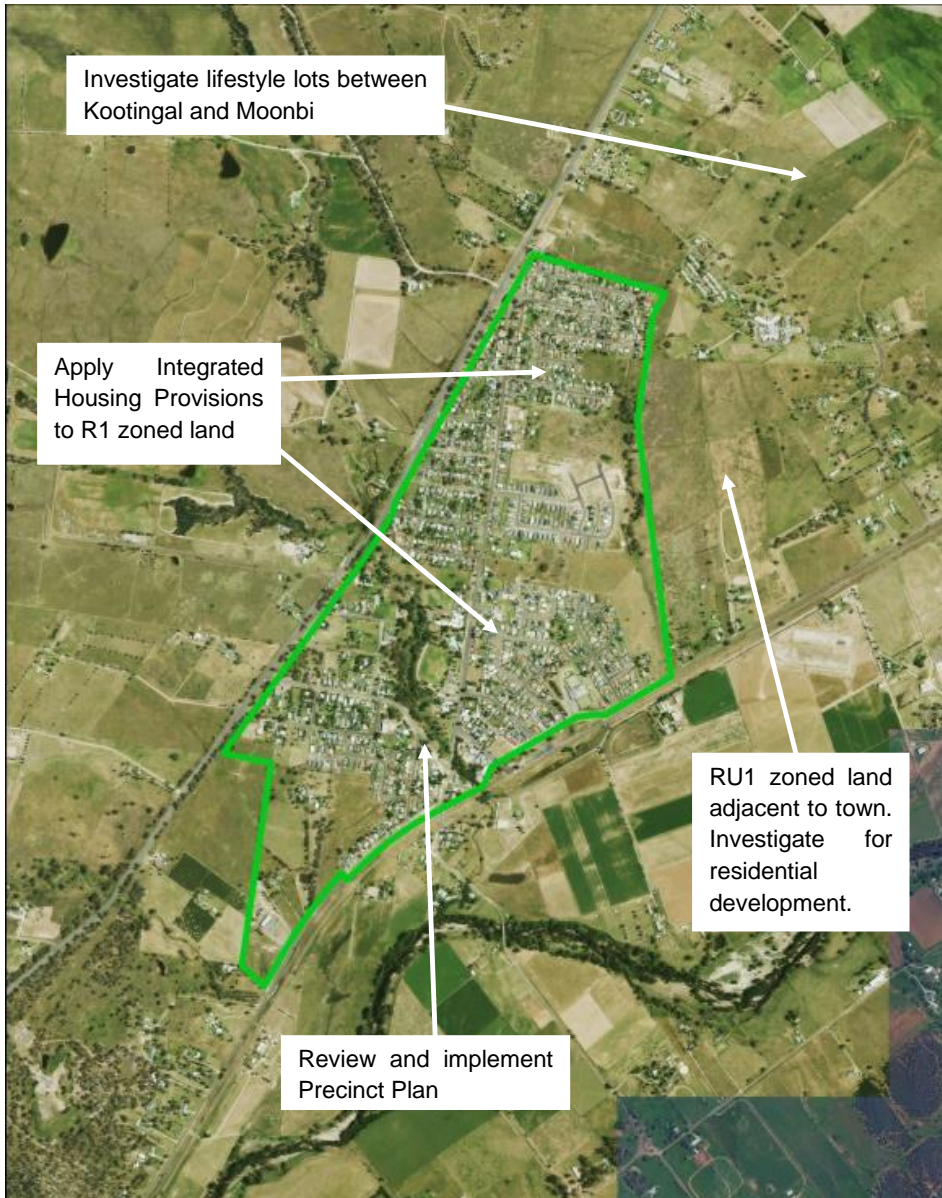 Investigate lifestyle lots between
Kootingal and Moonbi
Apply Integrated
Housing Provisions
to R1 zoned land
RU1 zoned land
adjacent to town.
Investigate for
residential
development.
Review and implement
Precinct Plan